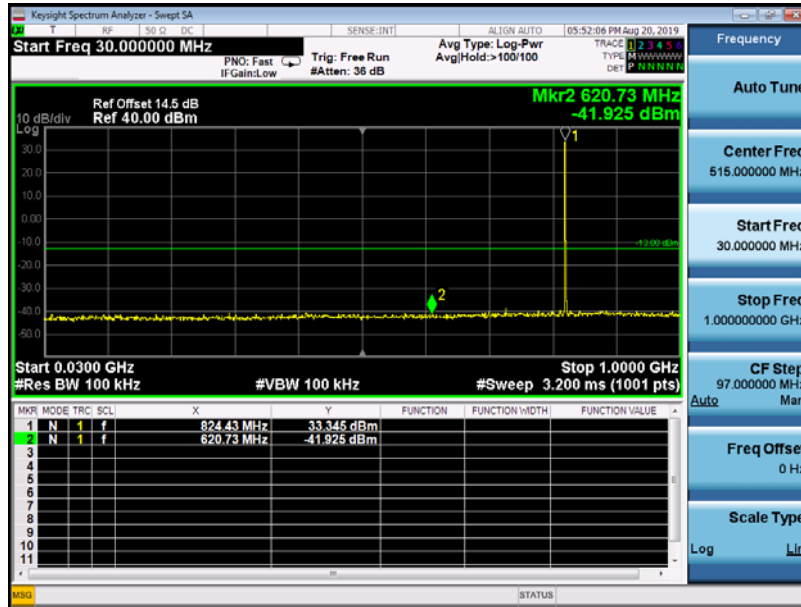 Keysight Spectrum Analyzer - Swept SA
T RF 50 Ω DC SENSE:INT ALIGN AUTO 05:52:06 PM Aug 20, 2019
Start Freq 30.000000 MHz
PNO: Fast
IFGain:Low
Trig: Free Run
#Atten: 36 dB
Avg Type: Log-Pwr
Avg|Hold:>100/100
TRACE 1 2 3 4 5 6
TYPE M WWWWW
DET P N N N N N
Ref Offset 14.5 dB
10 dB/div Ref 40.00 dBm
Log
Mkr2 620.73 MHz
-41.925 dBm
30.0
20.0
10.0
0.00
-10.0
-20.0
-30.0
-40.0
-50.0
1
2
-13.00 dBm
Start 0.0300 GHz Stop 1.0000 GHz
#Res BW 100 kHz #VBW 100 kHz #Sweep 3.200 ms (1001 pts)
MKR MODE TRC SCL X Y FUNCTION FUNCTION WIDTH FUNCTION VALUE
1 N 1 f 824.43 MHz 33.345 dBm
2 N 1 f 620.73 MHz -41.925 dBm
3
4
5
6
7
8
9
10
11
MSG STATUS
Frequency
Auto Tune
Center Freq
515.000000 MHz
Start Freq
30.000000 MHz
Stop Freq
1.000000000 GHz
CF Step
97.000000 MHz
Auto Man
Freq Offset
0 Hz
Scale Type
Log Lin